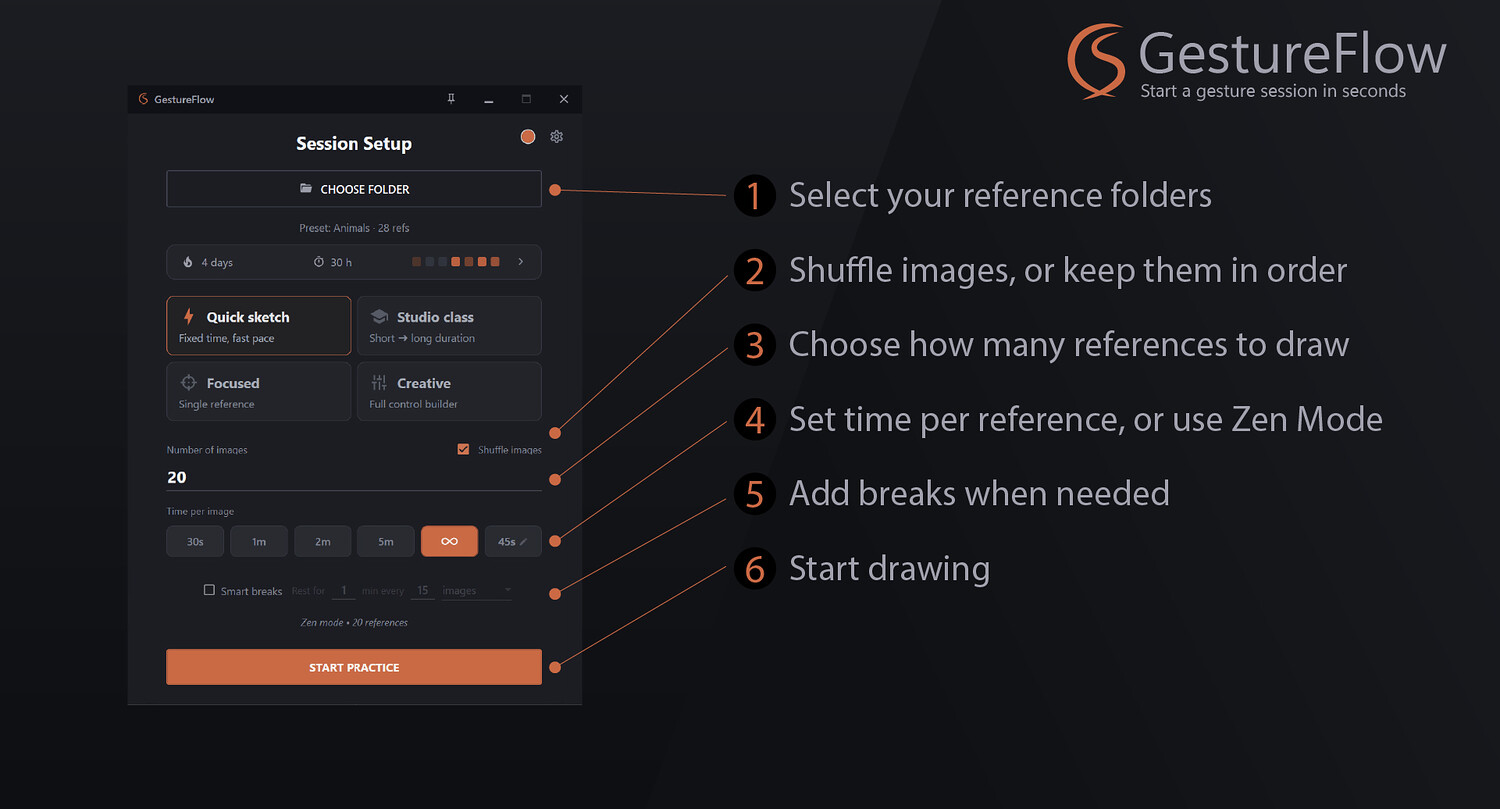 GestureFlow
Start a gesture session in seconds
GestureFlow
Session Setup
CHOOSE FOLDER
Preset: Animals · 28 refs
4 days 30 h
Quick sketch
Fixed time, fast pace
Studio class
Short → long duration
Focused
Single reference
Creative
Full control builder
Number of images Shuffle images
20
Time per image
30s 1m 2m 5m ∞ 45s
Smart breaks Rest for 1 min every 15 images
Zen mode • 20 references
START PRACTICE
1 Select your reference folders
2 Shuffle images, or keep them in order
3 Choose how many references to draw
4 Set time per reference, or use Zen Mode
5 Add breaks when needed
6 Start drawing